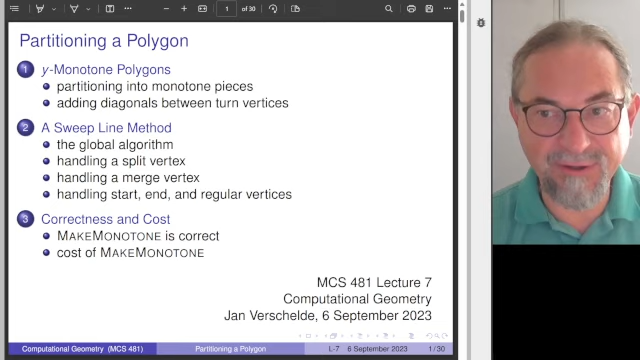 1 of 30
Partitioning a Polygon
1 y-Monotone Polygons
partitioning into monotone pieces
adding diagonals between turn vertices
2 A Sweep Line Method
the global algorithm
handling a split vertex
handling a merge vertex
handling start, end, and regular vertices
3 Correctness and Cost
MAKEMONOTONE is correct
cost of MAKEMONOTONE
MCS 481 Lecture 7
Computational Geometry
Jan Verschelde, 6 September 2023
Computational Geometry (MCS 481) Partitioning a Polygon L-7 6 September 2023 1 / 30